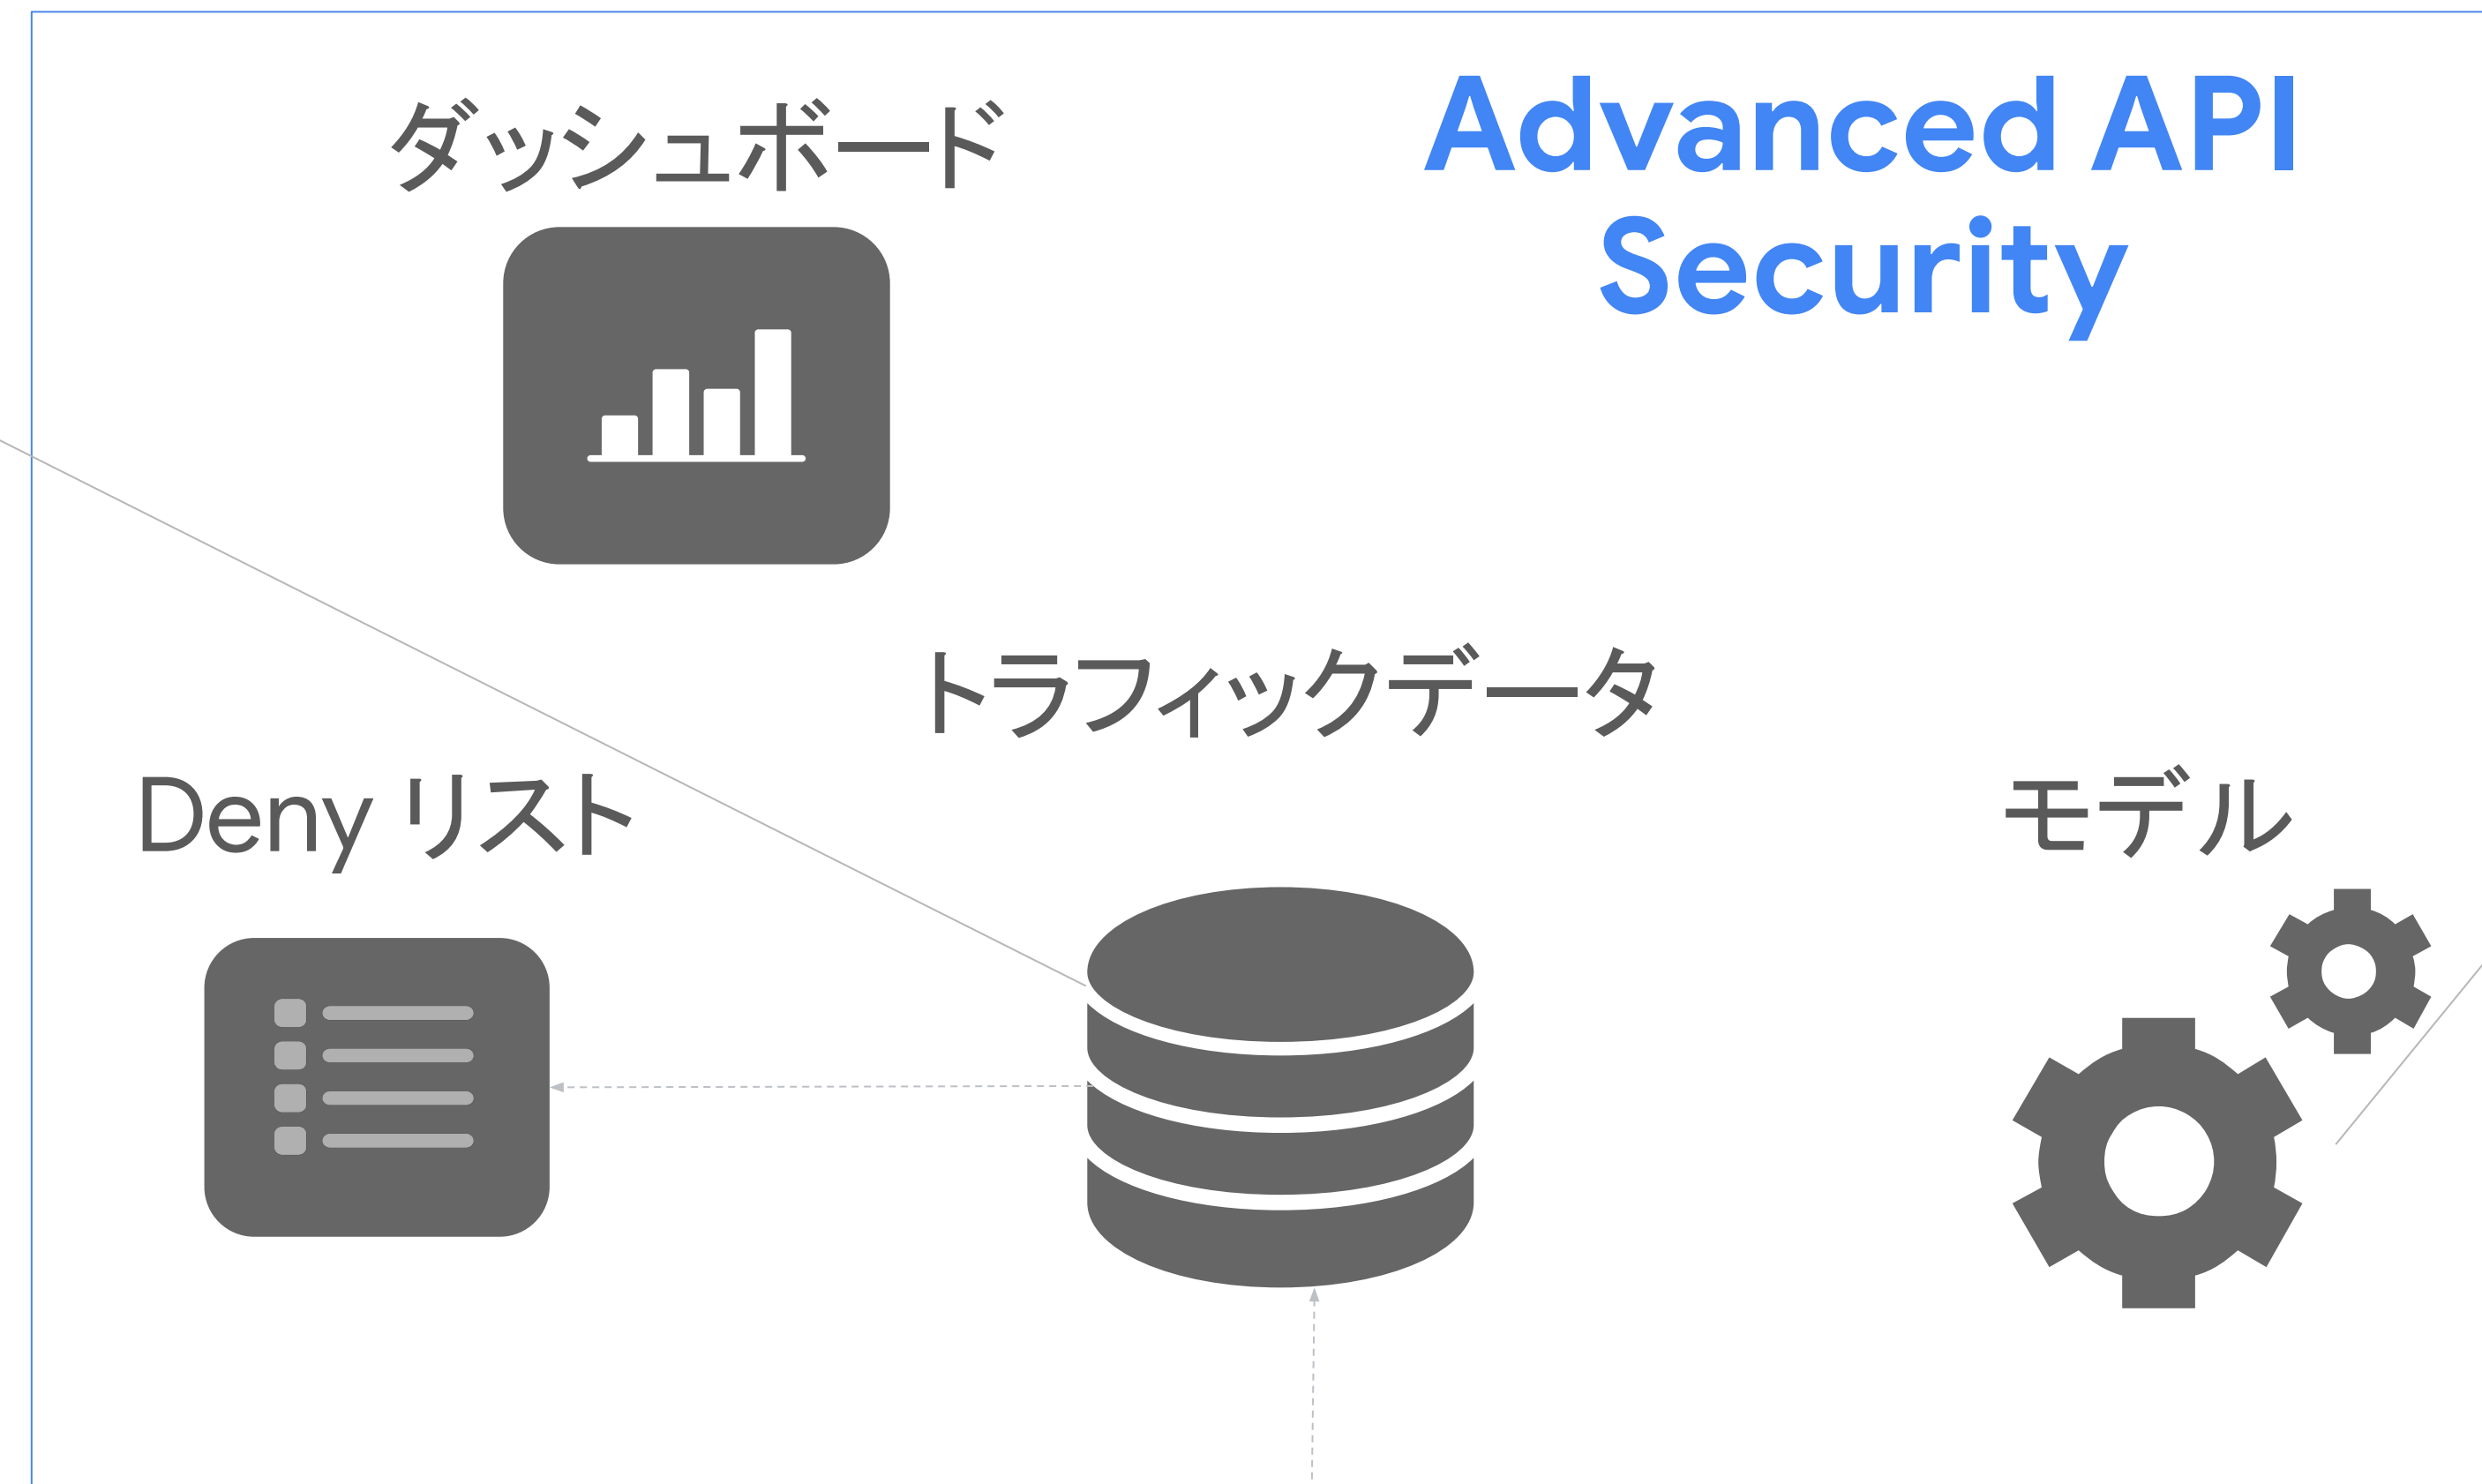 ダッシュボード
Advanced API
Security
トラフィックデータ
Deny リスト
モデル